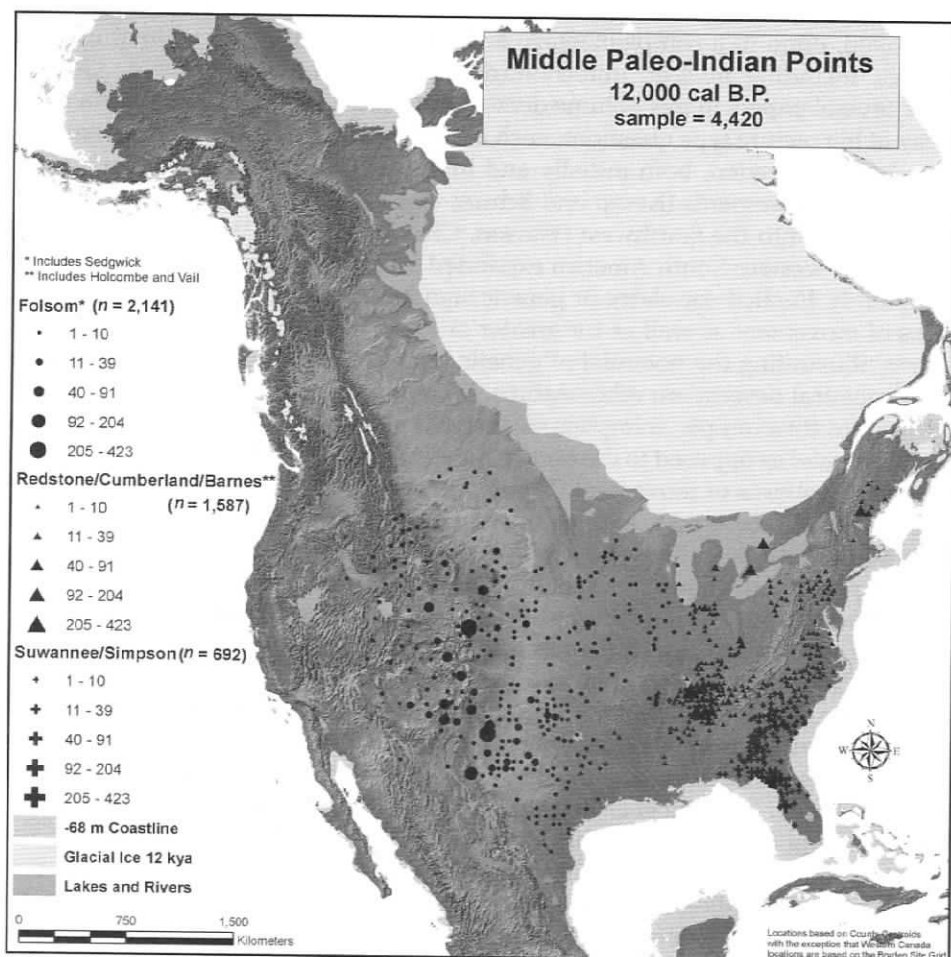 Middle Paleo-Indian Points
12,000 cal B.P.
sample = 4,420
* Includes Sedgwick
** Includes Holcombe and Vail
Folsom* (n = 2,141)
1 - 10
11 - 39
40 - 91
92 - 204
205 - 423
Redstone/Cumberland/Barnes**
(n = 1,587)
1 - 10
11 - 39
40 - 91
92 - 204
205 - 423
Suwannee/Simpson (n = 692)
1 - 10
11 - 39
40 - 91
92 - 204
205 - 423
-68 m Coastline
Glacial Ice 12 kya
Lakes and Rivers
0 750 1,500
Kilometers
N
W E
S
Locations based on County Centroids
with the exception that Western Canada
locations are based on the Borden Site Grid